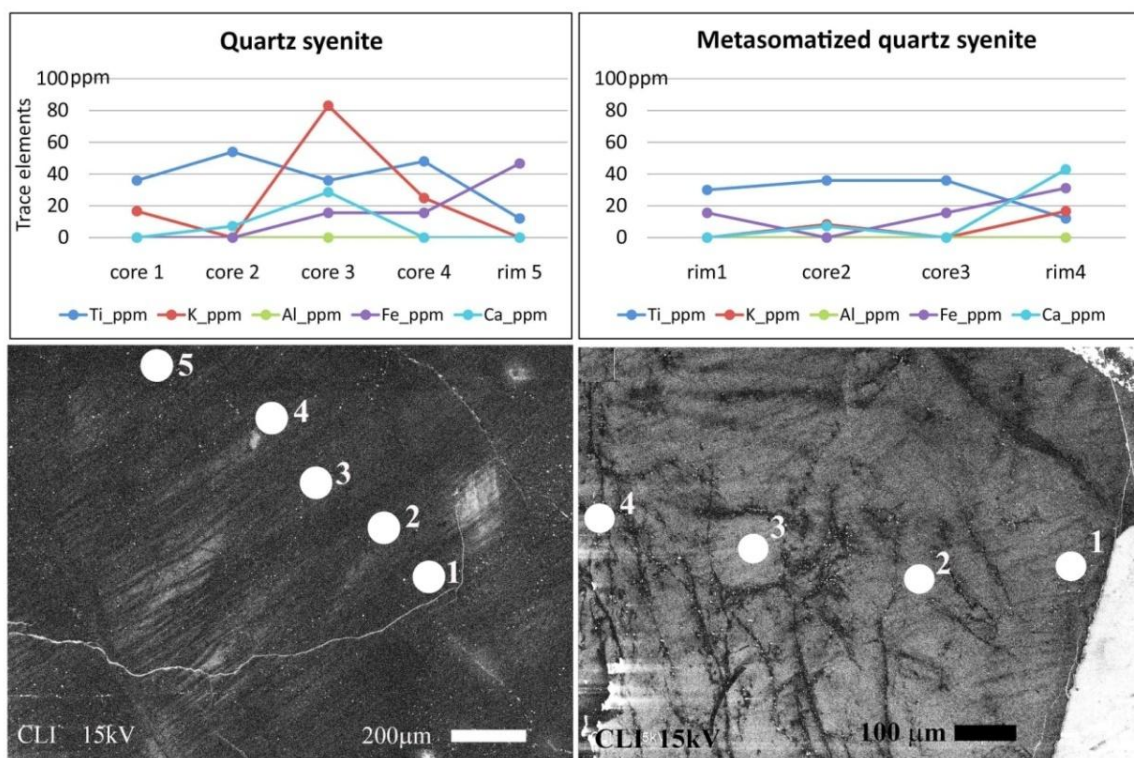 Quartz syenite
100ppm
80
60
40
20
0
Trace elements
core 1 core 2 core 3 core 4 rim 5
Ti_ppm K_ppm Al_ppm Fe_ppm Ca_ppm
Metasomatized quartz syenite
100ppm
80
60
40
20
0
rim1 core2 core3 rim4
Ti_ppm K_ppm Al_ppm Fe_ppm Ca_ppm
5
4
3
2
1
CLI 15kV 200μm
4
3
2
1
CLI 15kV 100 μm